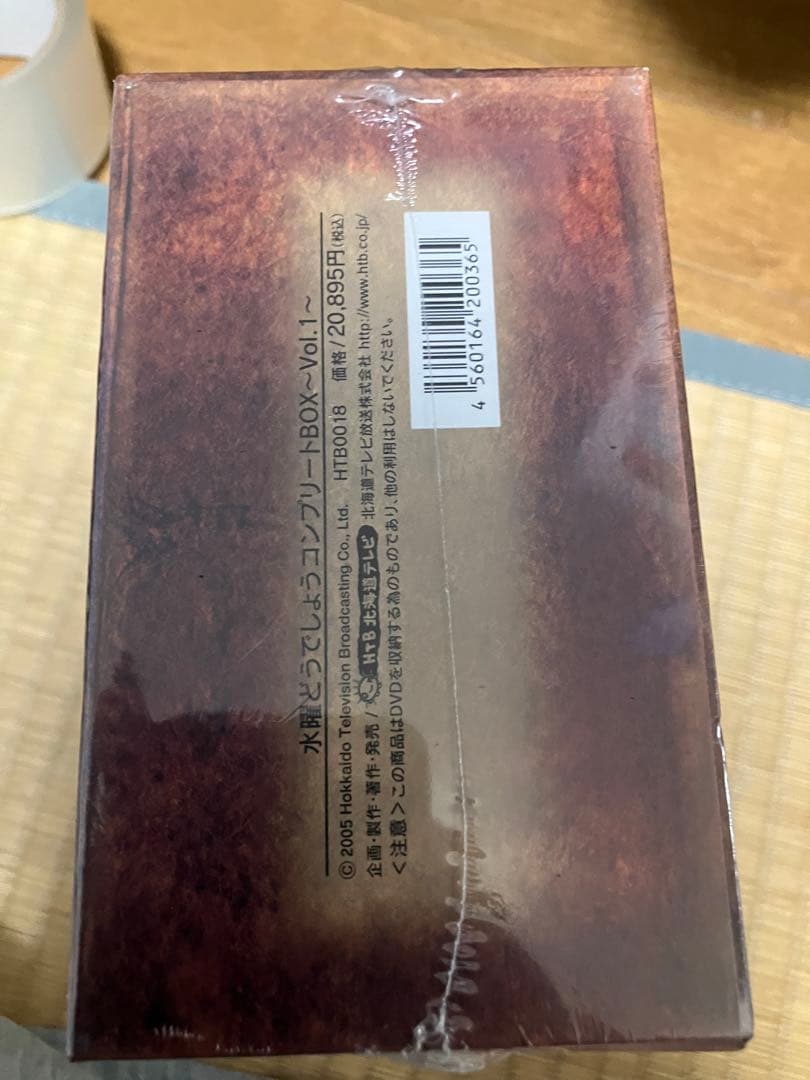 水曜どうでしょうコンプリートBOX〜Vol.1〜
© 2005 Hokkaido Television Broadcasting Co., Ltd. HTB0018 価格/20,895円(税込)
企画・製作・著作・発売/ HTB 北海道テレビ 北海道テレビ放送株式会社 http://www.htb.co.jp/
<注意>この商品はDVDを収納する為のものであり、他の利用はしないでください。
4 560164 200365